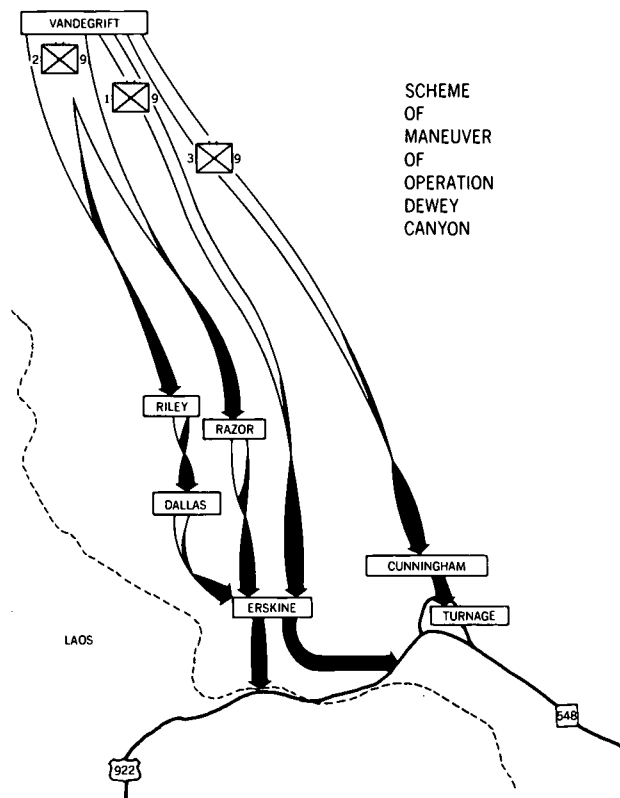 VANDEGRIFT
2 9
1 9
3 9
SCHEME
OF
MANEUVER
OF
OPERATION
DEWEY
CANYON
RILEY
RAZOR
DALLAS
CUNNINGHAM
ERSKINE
TURNAGE
LAOS
548
922